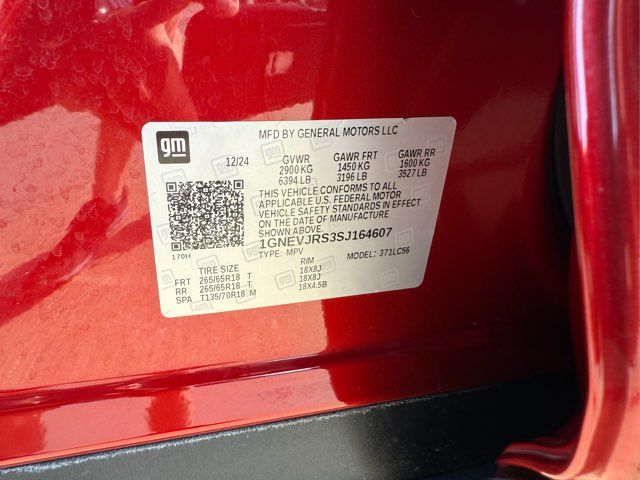 gm
MFD BY GENERAL MOTORS LLC
12/24 GVWR GAWR FRT GAWR RR
2900 KG 1450 KG 1600 KG
6394 LB 3196 LB 3527 LB
THIS VEHICLE CONFORMS TO ALL
APPLICABLE U.S. FEDERAL MOTOR
VEHICLE SAFETY STANDARDS IN EFFECT
ON THE DATE OF MANUFACTURE
SHOWN ABOVE.
1GNEVJRS3SJ164607
170H TYPE: MPV MODEL: 371LC56
TIRE SIZE RIM
FRT 265/65R18 T 18X8J
RR 265/65R18 T 18X8J
SPA T135/70R18 M 18X4.5B